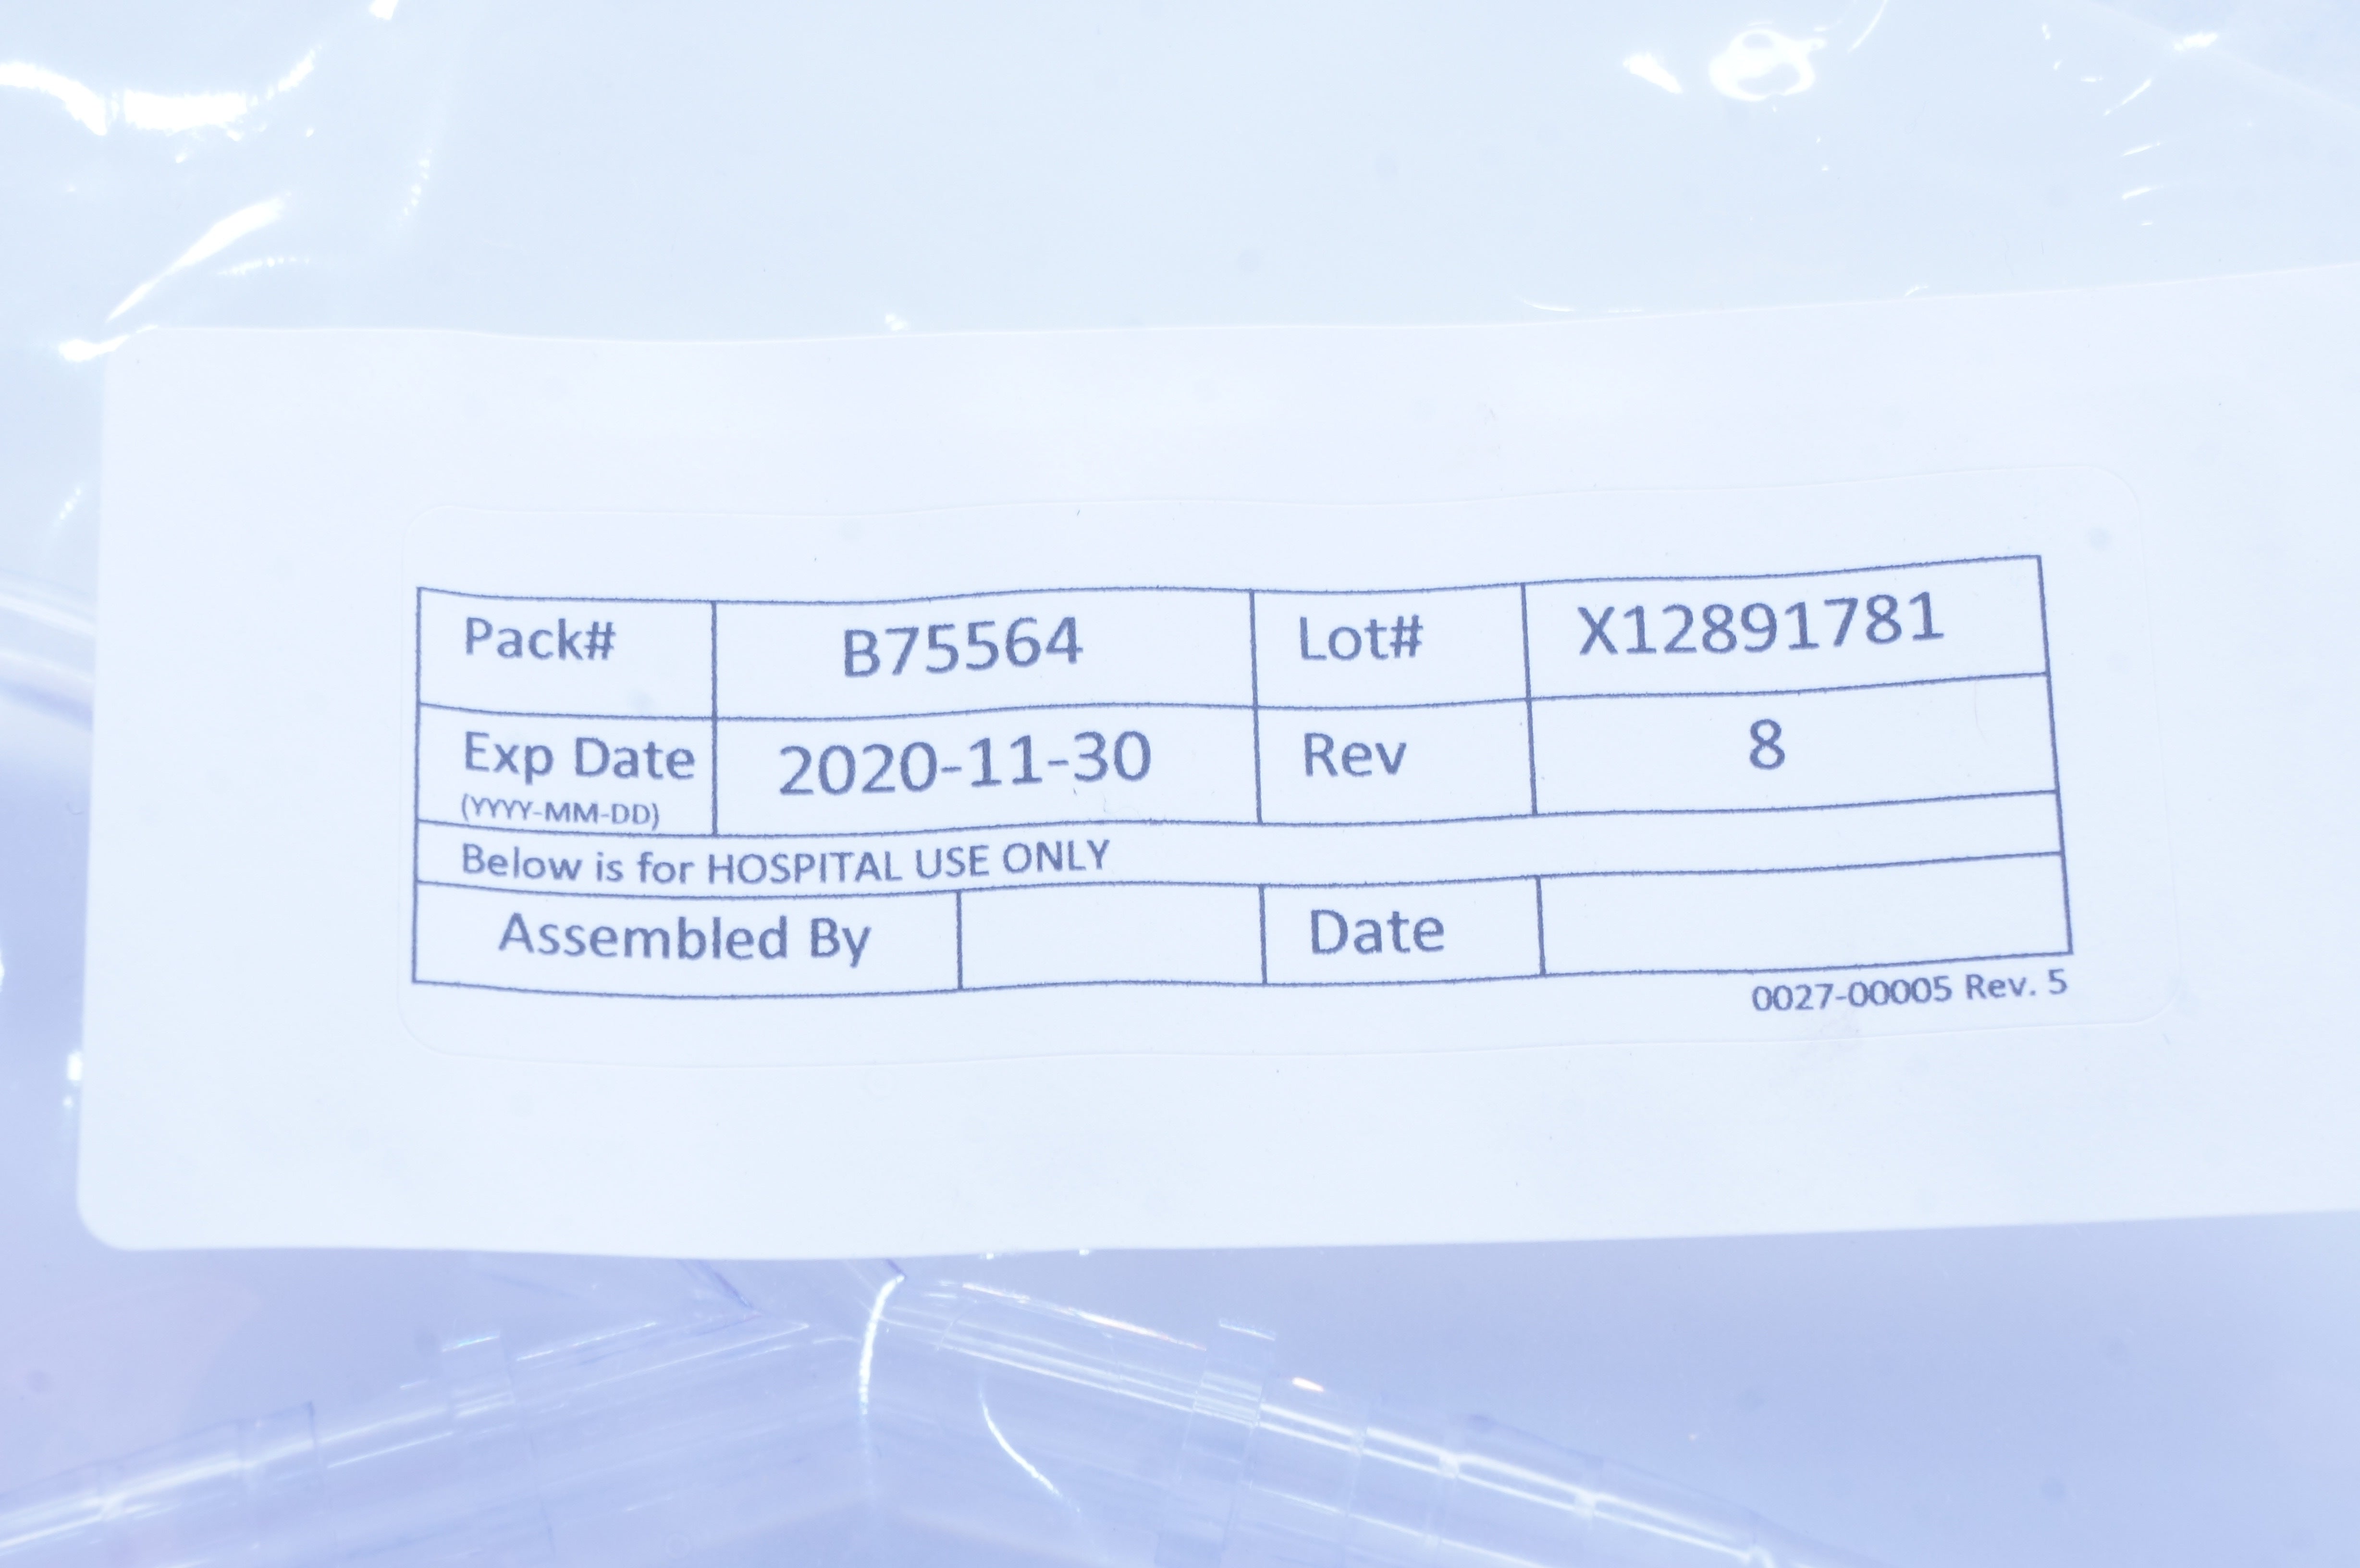 Pack# B75564 Lot# X12891781
Exp Date 2020-11-30 Rev 8
(YYYY-MM-DD)
Below is for HOSPITAL USE ONLY
Assembled By Date
0027-00005 Rev. 5